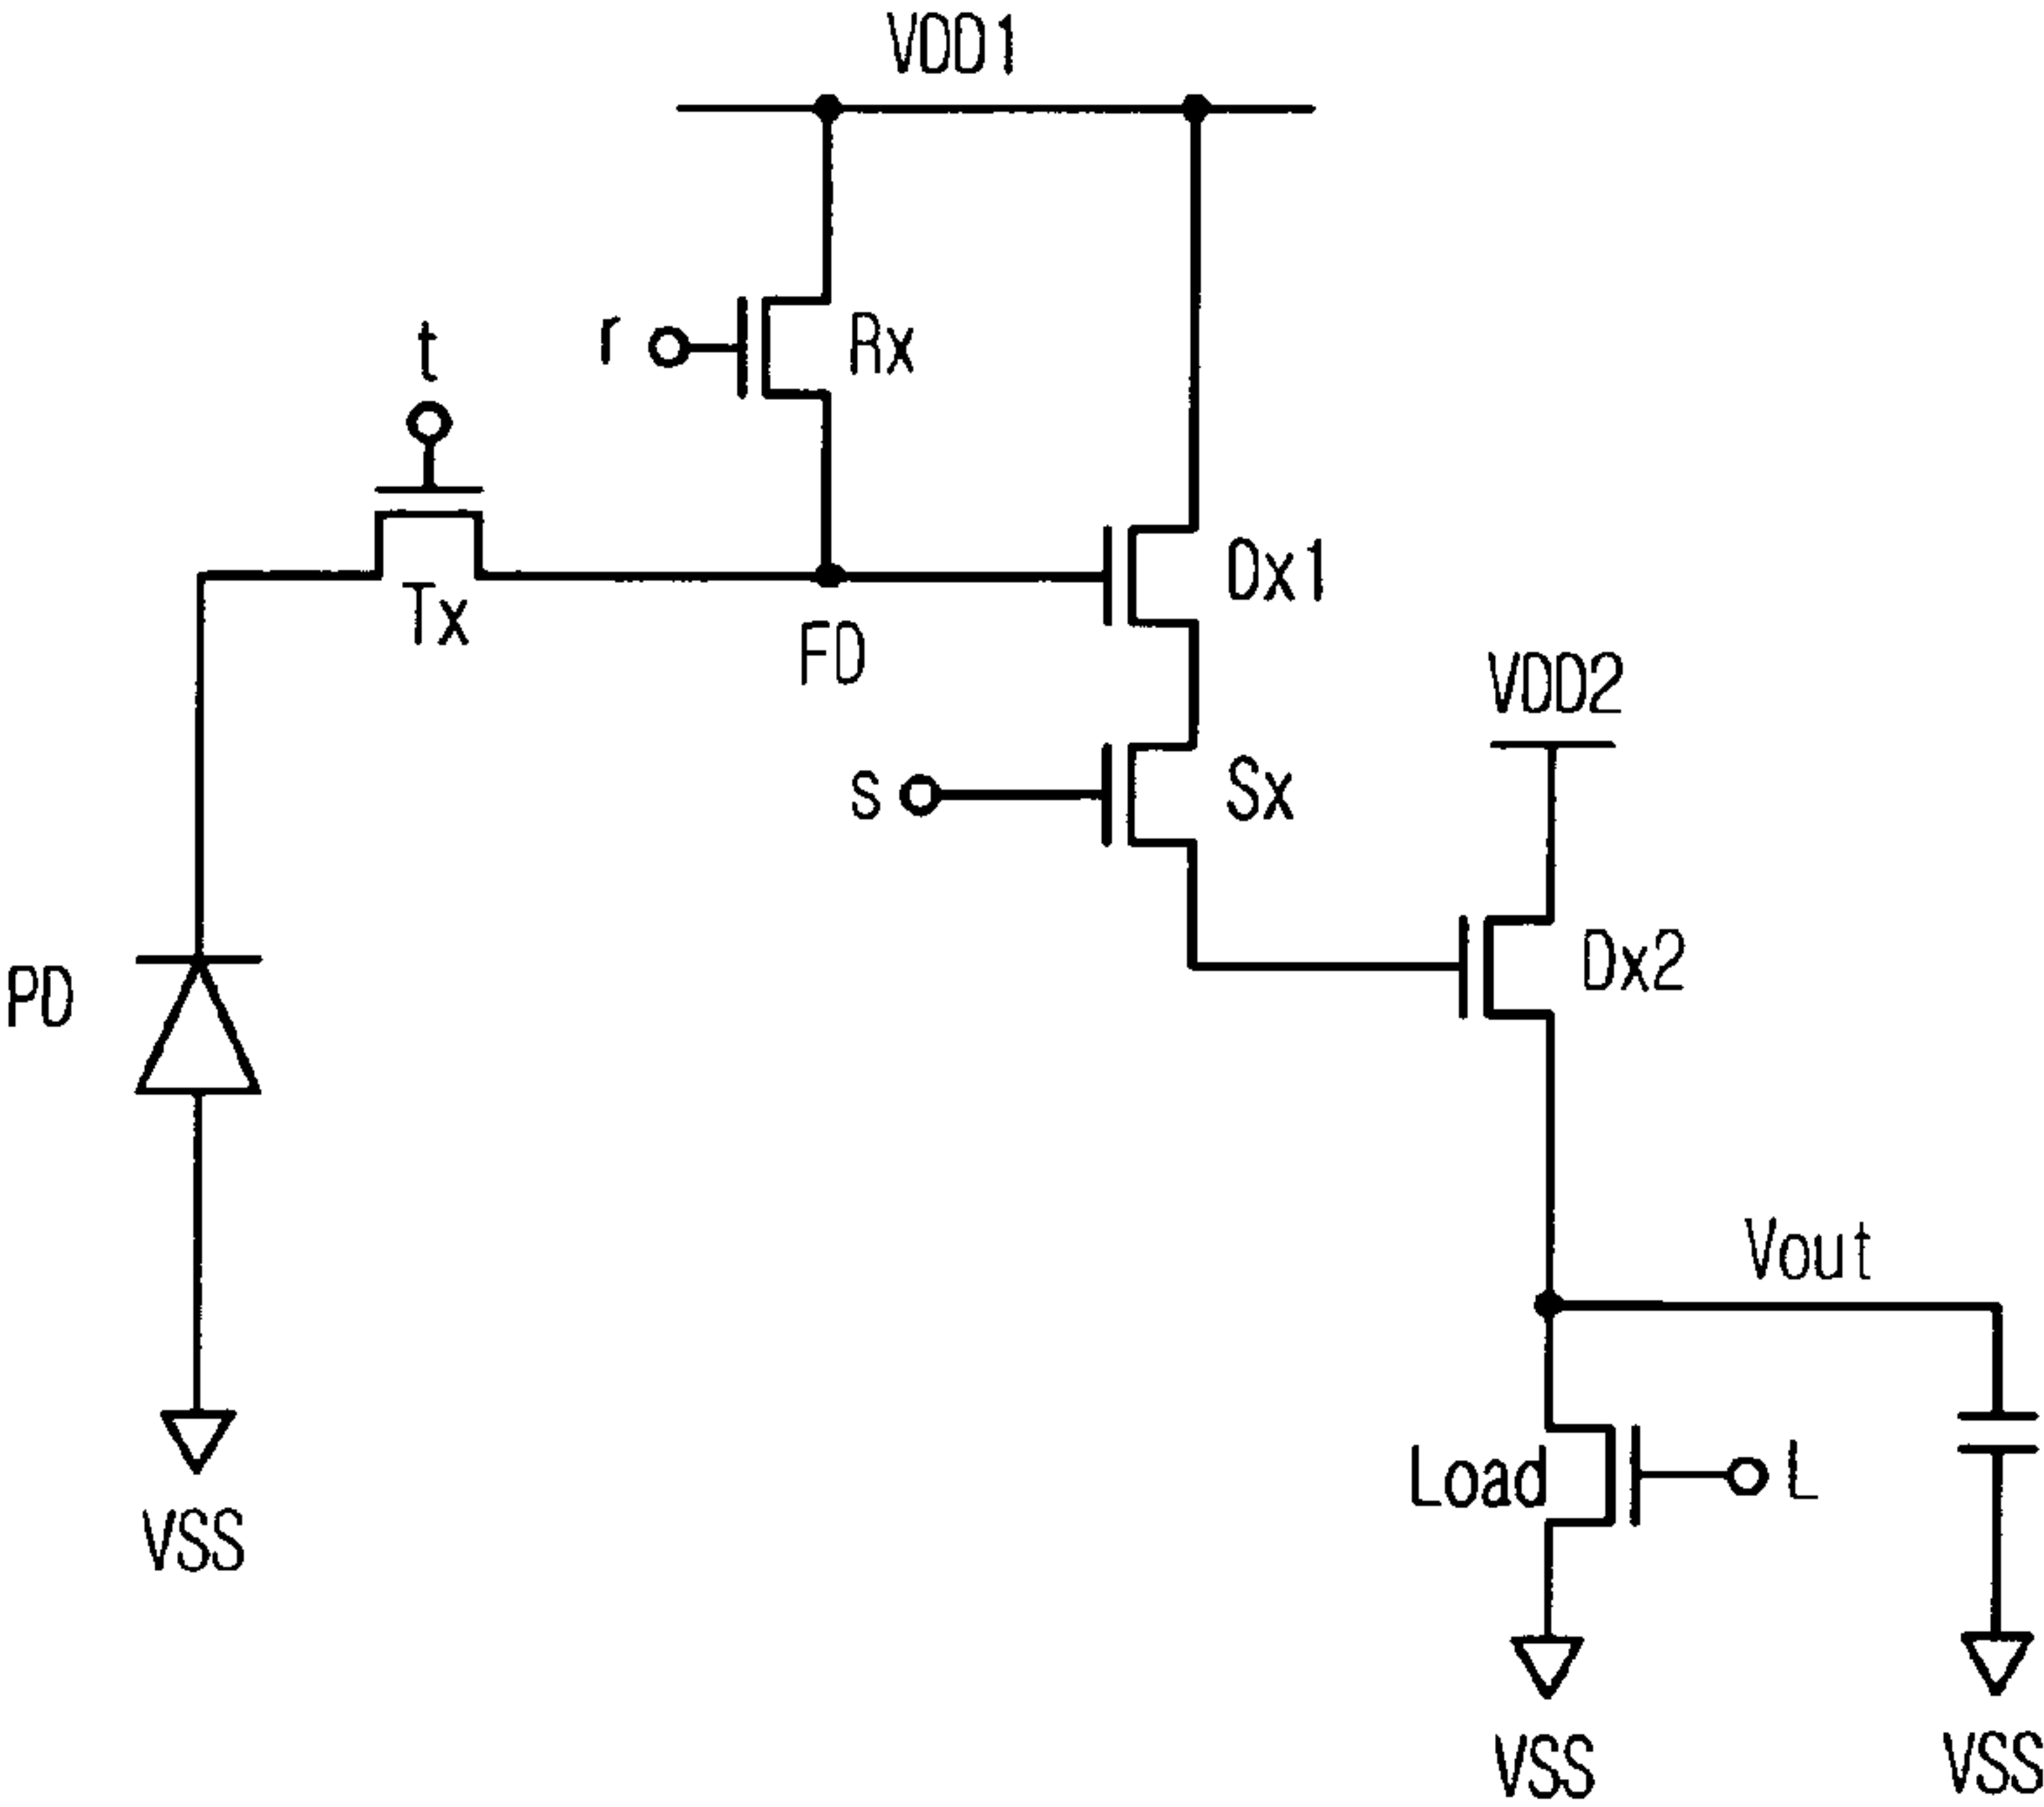 VDD1
r
Rx
t
Dx1
Tx
FD
VDD2
s
Sx
Dx2
PD
Vout
Load
L
VSS
VSS
VSS